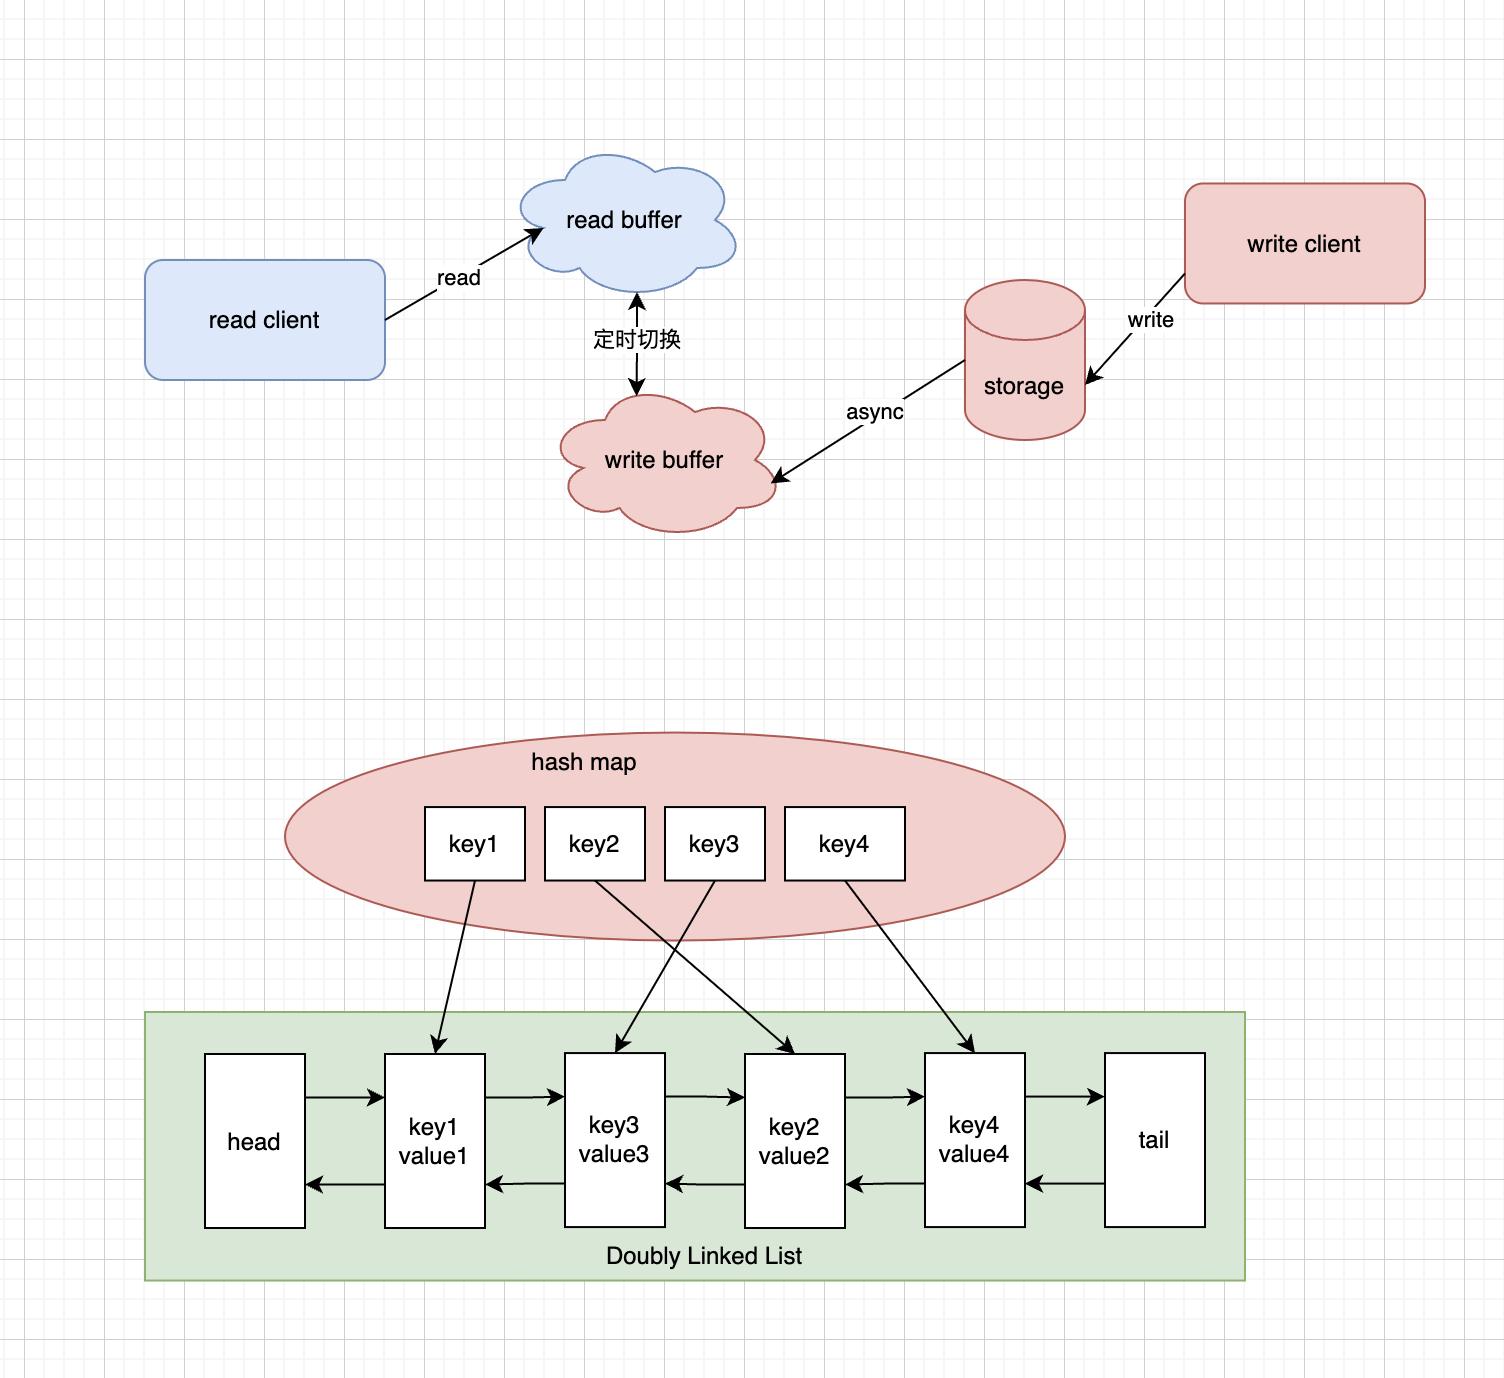 read buffer
write client
read
read client
write
定时切换
storage
async
write buffer
hash map
key1
key2
key3
key4
head
key1
value1
key3
value3
key2
value2
key4
value4
tail
Doubly Linked List